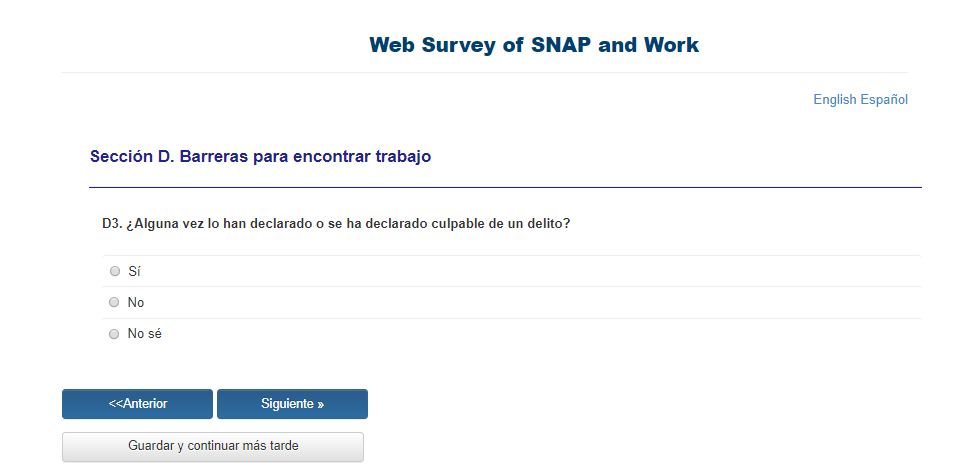 Web Survey of SNAP and Work
English Español
Sección D. Barreras para encontrar trabajo
D3. ¿Alguna vez lo han declarado o se ha declarado culpable de un delito?
Sí
No
No sé
<<Anterior
Siguiente »
Guardar y continuar más tarde